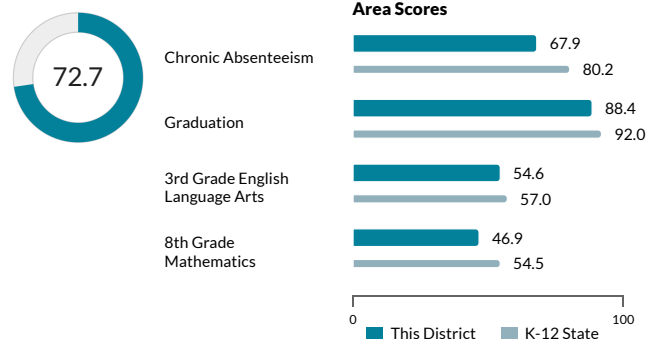 Area Scores
72.7
Chronic Absenteeism
67.9
80.2
Graduation
88.4
92.0
3rd Grade English
Language Arts
54.6
57.0
8th Grade
Mathematics
46.9
54.5
0
100
This District
K-12 State